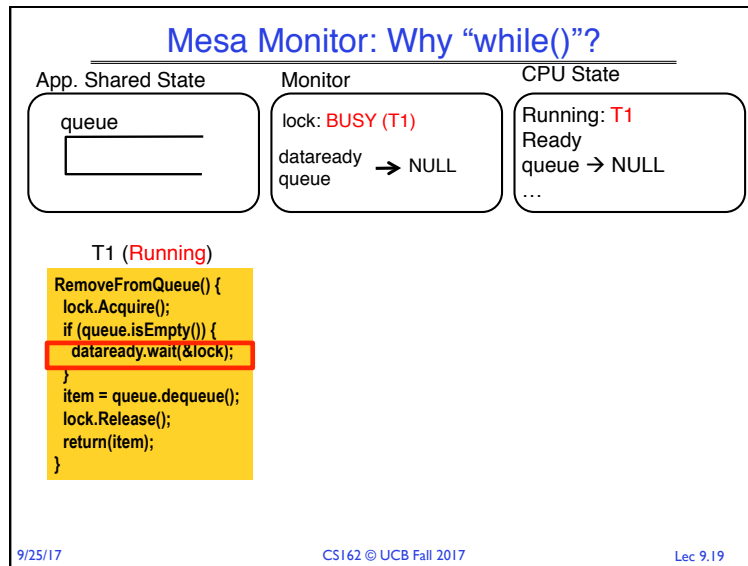 Mesa Monitor: Why “while()”?
App. Shared State
queue
Monitor
lock: BUSY (T1)
dataready → NULL
queue
CPU State
Running: T1
Ready
queue → NULL
…
T1 (Running)
RemoveFromQueue() {
lock.Acquire();
if (queue.isEmpty()) {
dataready.wait(&lock);
}
item = queue.dequeue();
lock.Release();
return(item);
}
9/25/17
CS162 © UCB Fall 2017
Lec 9.19